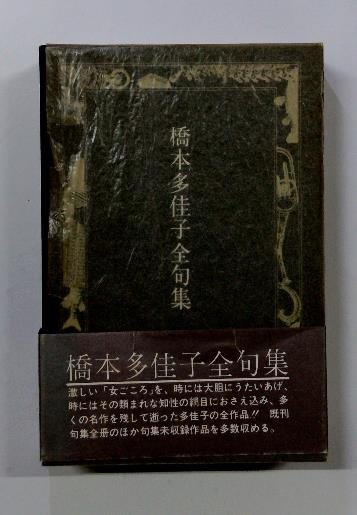 橋本多佳子全句集
橋本多佳子全句集
激しい「女ごころ」を、時には大胆にうたいあげ、
時にはその類まれな知性の網目におさえ込み、多
くの名作を残して逝った多佳子の全作品!! 既刊
句集全冊のほか句集未収録作品を多数収める。